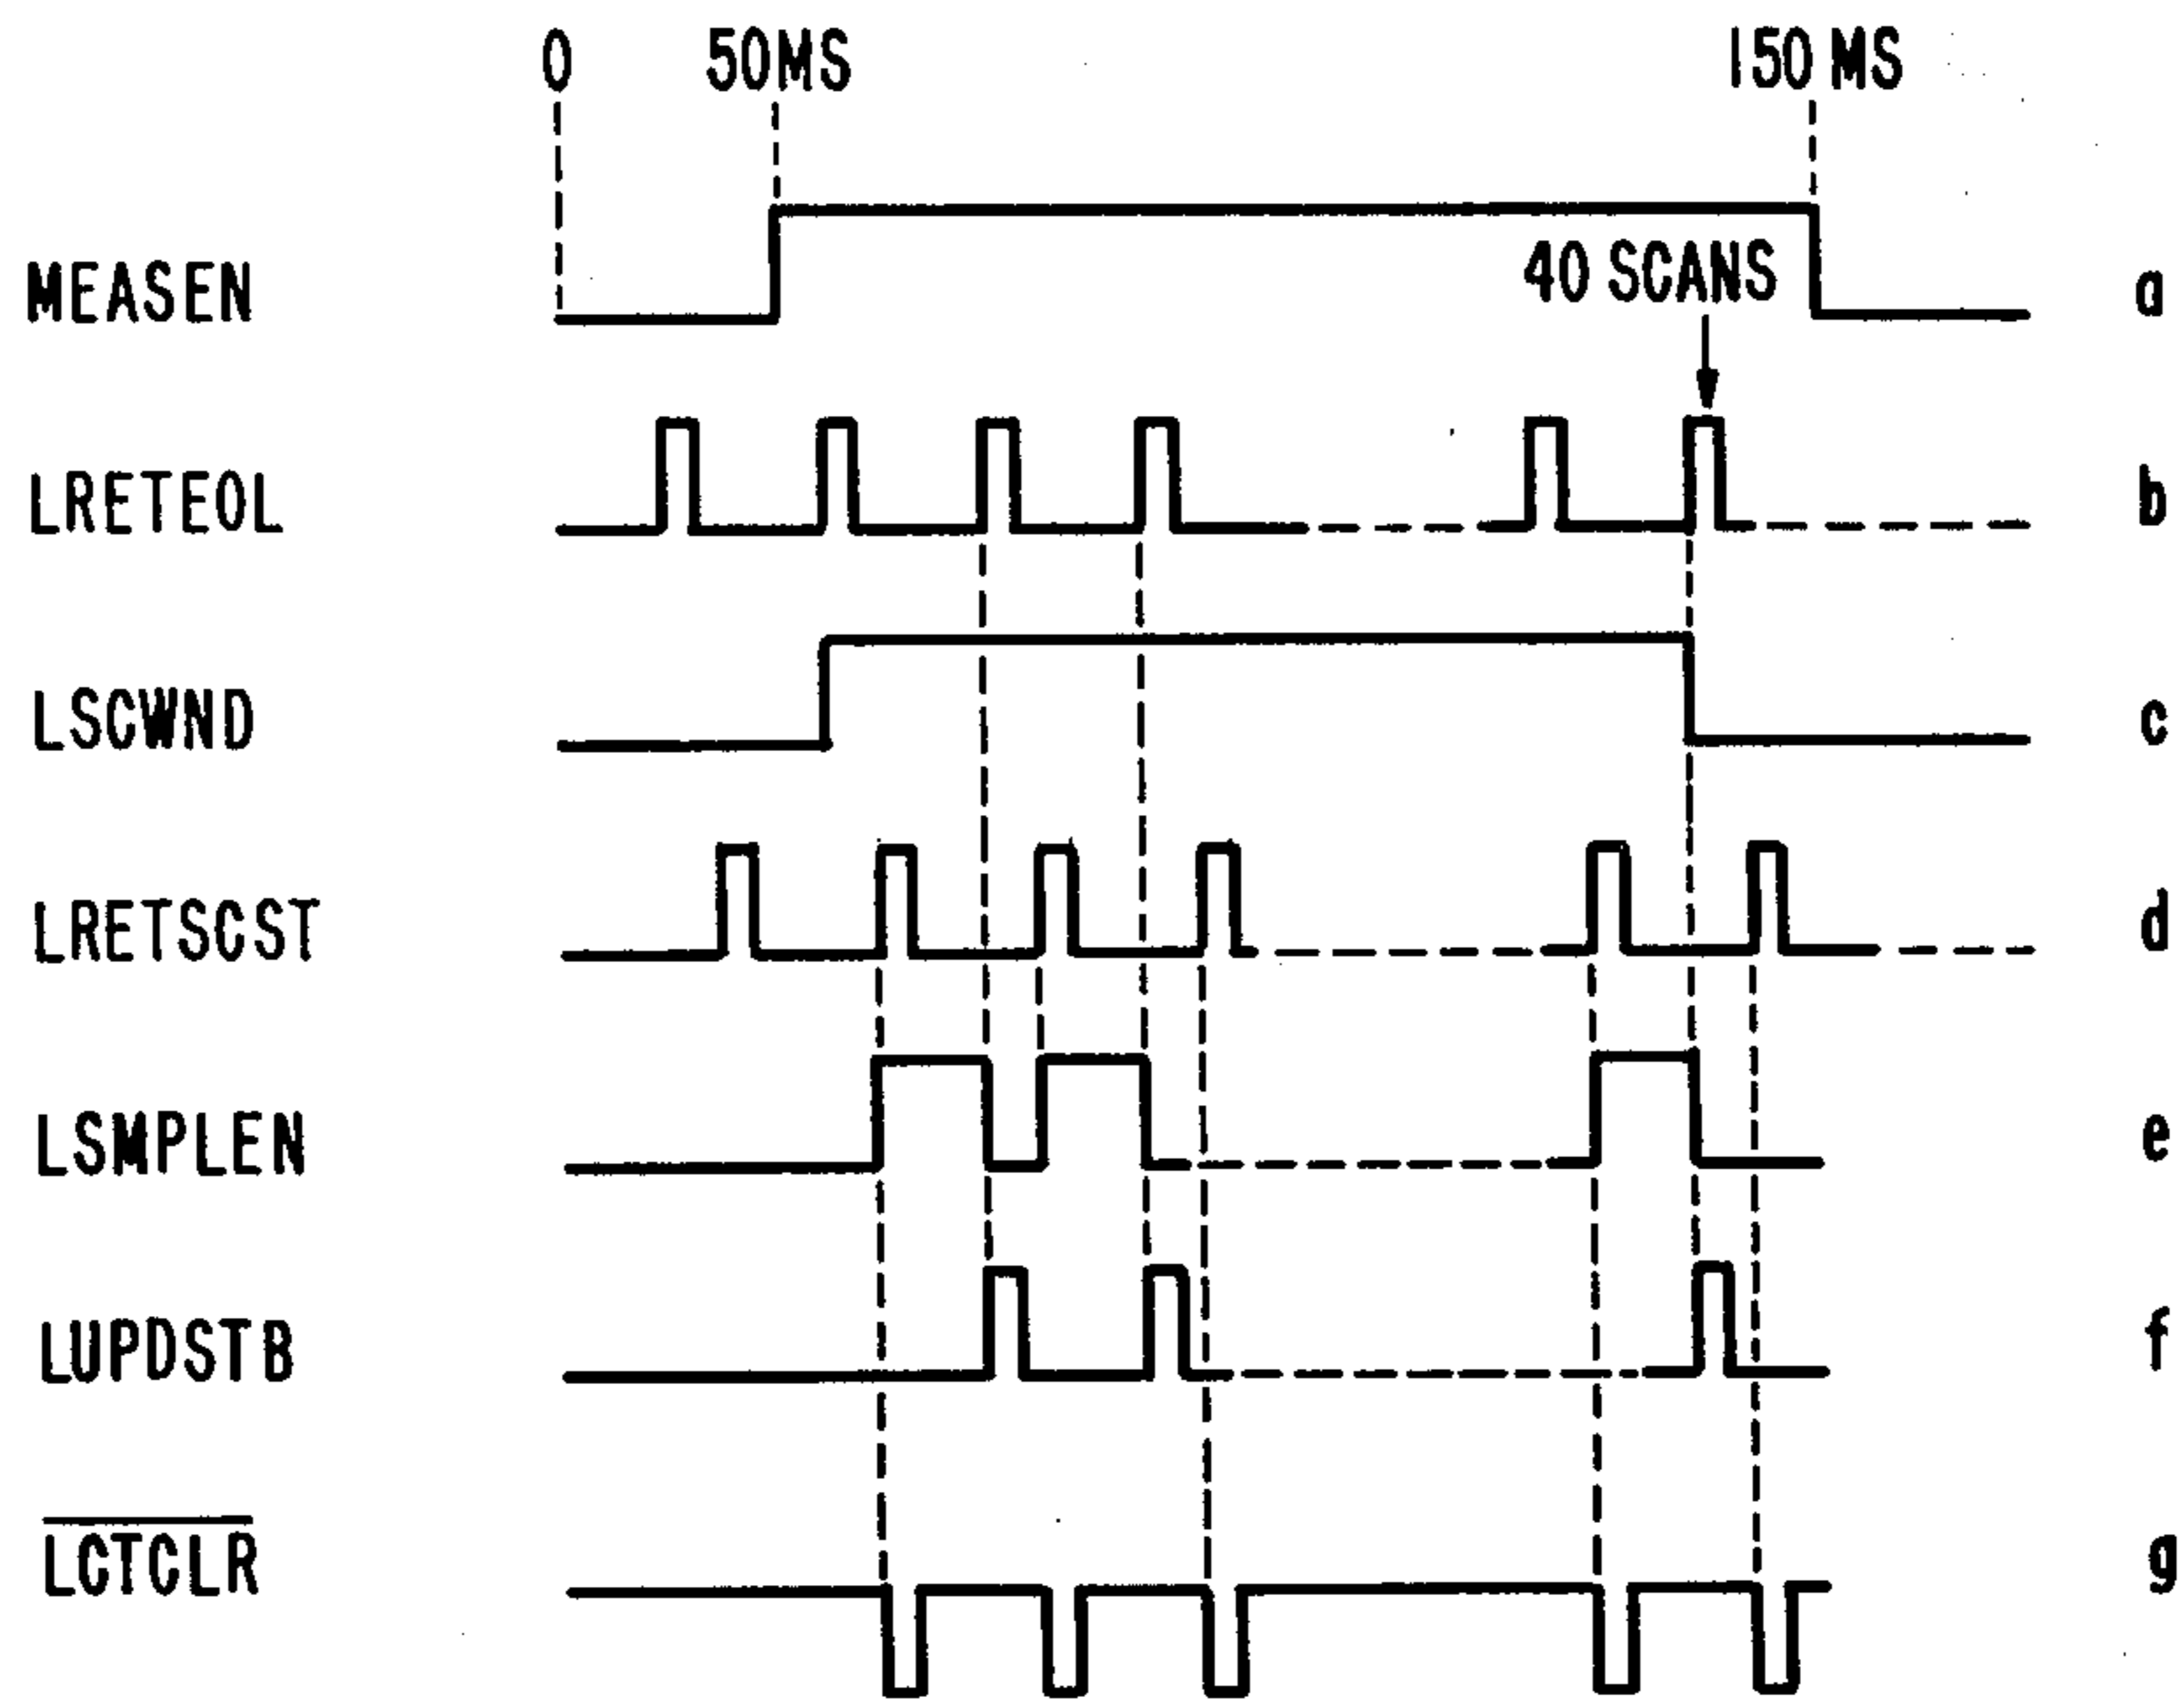 0 50MS 150 MS
MEASEN 40 SCANS a
LRETEOL b
LSCWND c
LRETSCST d
LSMPLEN e
LUPDSTB f
LCTCLR g